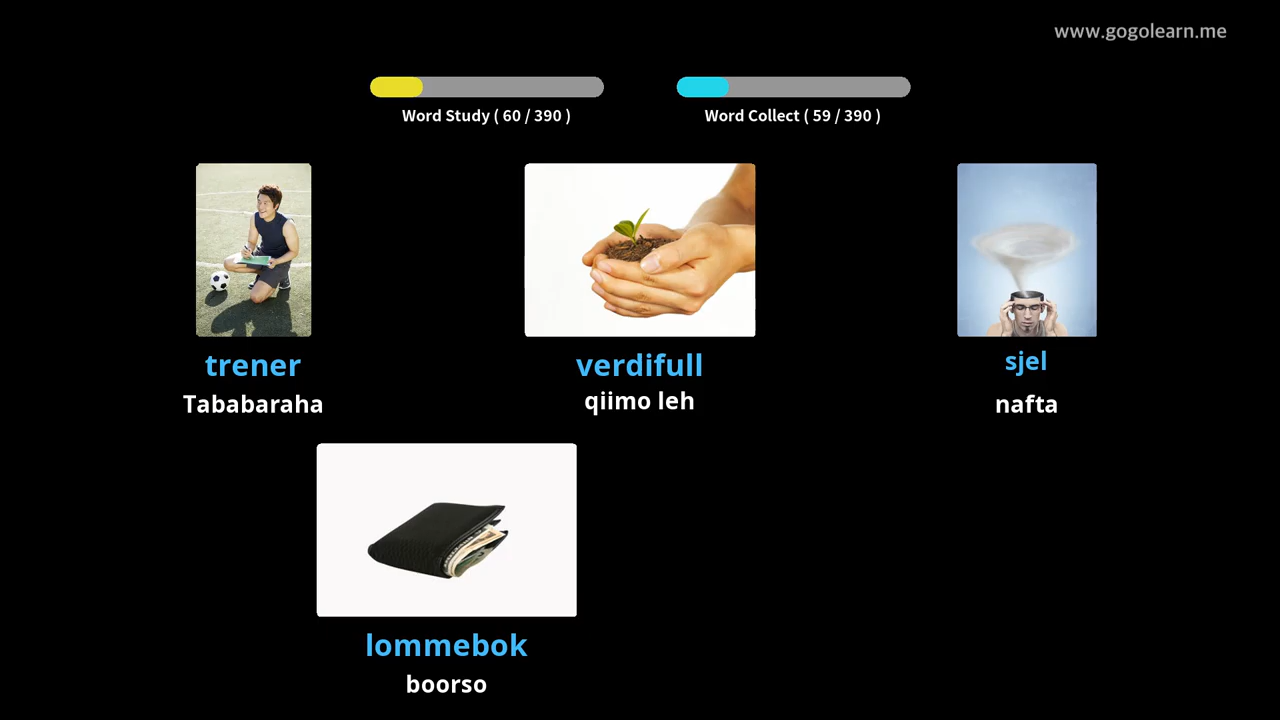 www.gogolearn.me
Word Study ( 60 / 390 )
Word Collect ( 59 / 390 )
trener
Tababaraha
verdifull
qiimo leh
sjel
nafta
lommebok
boorso